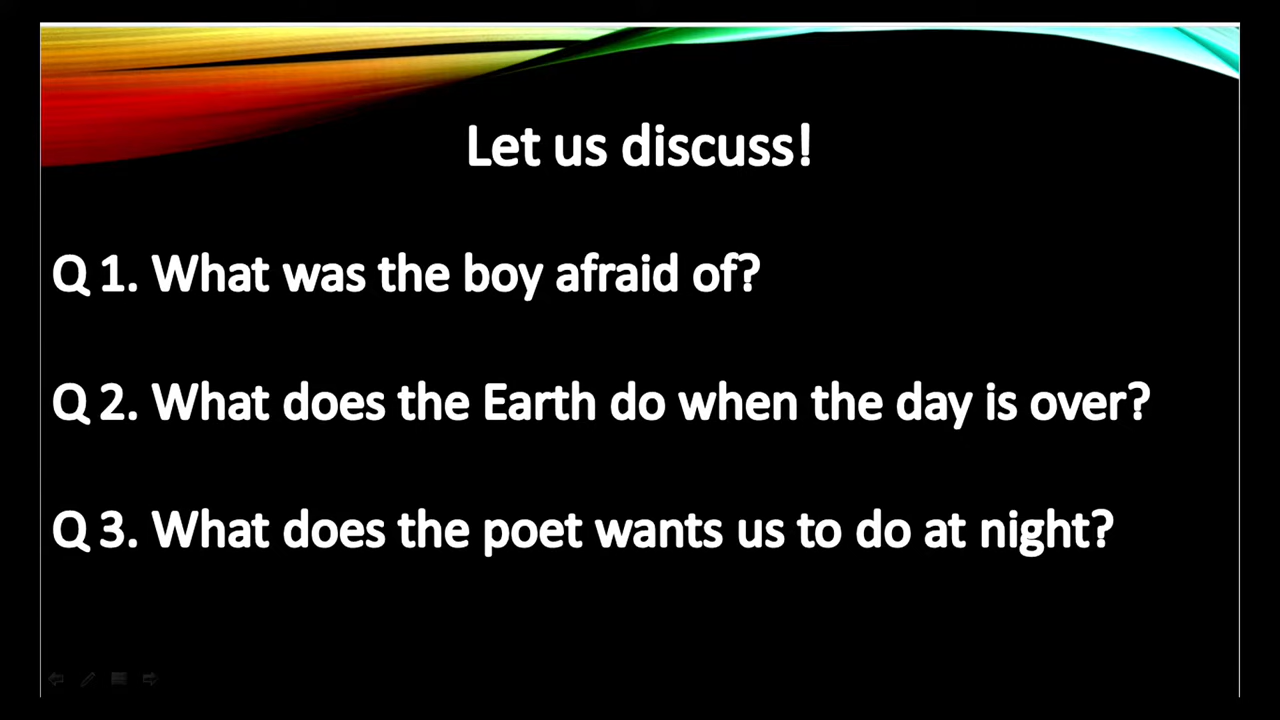 Let us discuss!
Q 1. What was the boy afraid of?
Q 2. What does the Earth do when the day is over?
Q 3. What does the poet wants us to do at night?